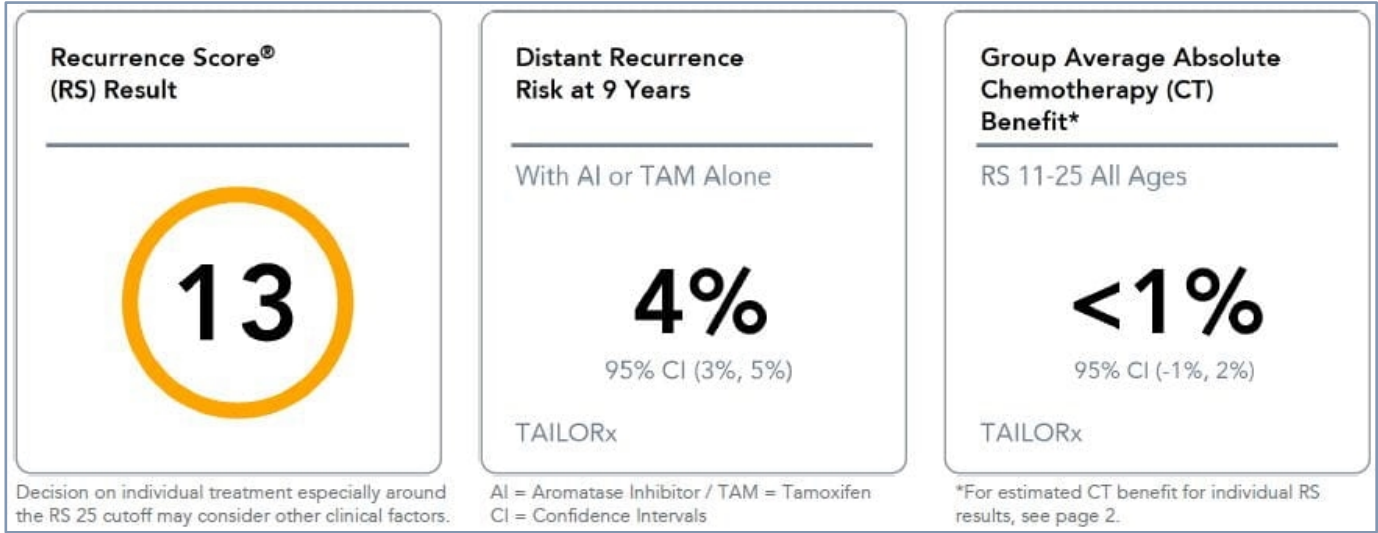 Recurrence Score®
(RS) Result
13
Decision on individual treatment especially around
the RS 25 cutoff may consider other clinical factors.
Distant Recurrence
Risk at 9 Years
With AI or TAM Alone
4%
95% CI (3%, 5%)
TAILORx
AI = Aromatase Inhibitor / TAM = Tamoxifen
CI = Confidence Intervals
Group Average Absolute
Chemotherapy (CT)
Benefit*
RS 11-25 All Ages
<1%
95% CI (-1%, 2%)
TAILORx
*For estimated CT benefit for individual RS
results, see page 2.